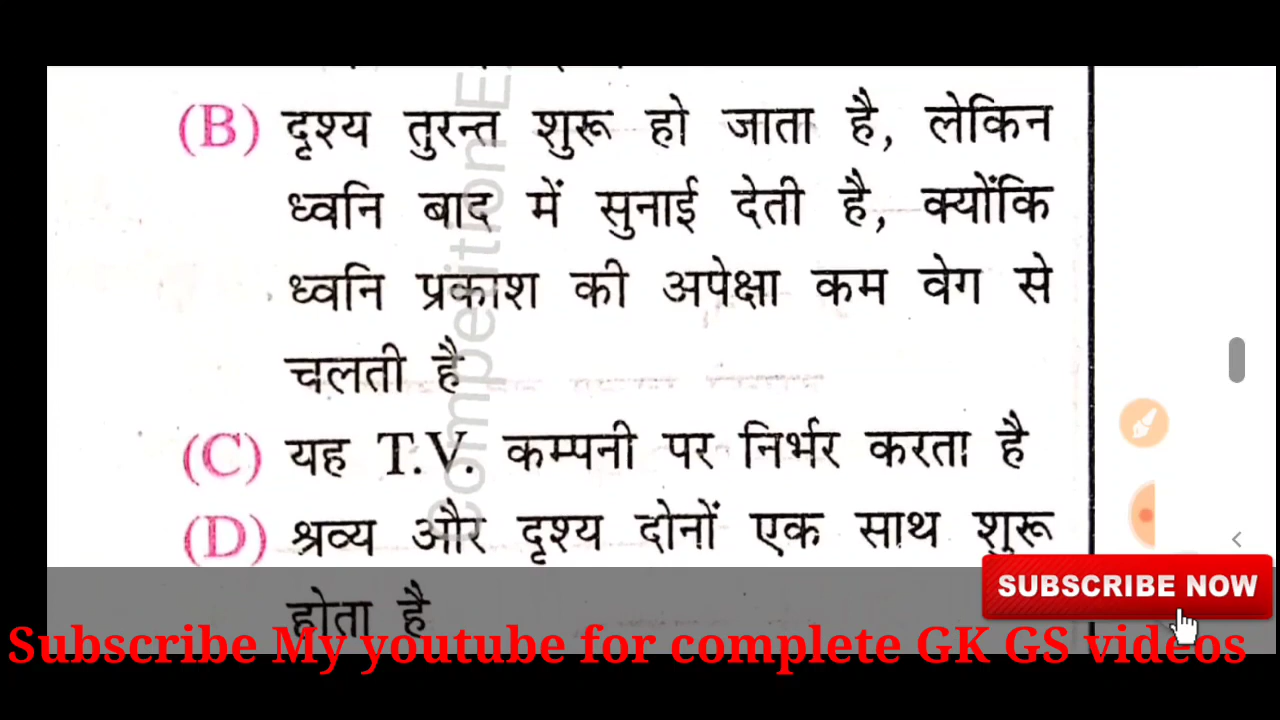 (B) दृश्य तुरन्त शुरू हो जाता है, लेकिन
ध्वनि बाद में सुनाई देती है, क्योंकि
ध्वनि प्रकाश की अपेक्षा कम वेग से
चलती है
(C) यह T.V. कम्पनी पर निर्भर करता है
(D) श्रव्य और दृश्य दोनों एक साथ शुरू
होता है
SUBSCRIBE NOW
Subscribe My youtube for complete GK GS videos